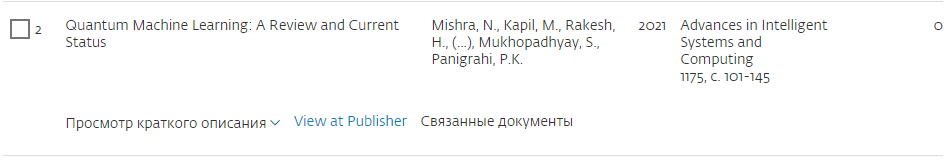 2
Quantum Machine Learning: A Review and Current
Status
Mishra, N., Kapil, M., Rakesh,
H., (...), Mukhopadhyay, S.,
Panigrahi, P.K.
2021
Advances in Intelligent
Systems and
Computing
1175, с. 101-145
0
Просмотр краткого описания
View at Publisher
Связанные документы